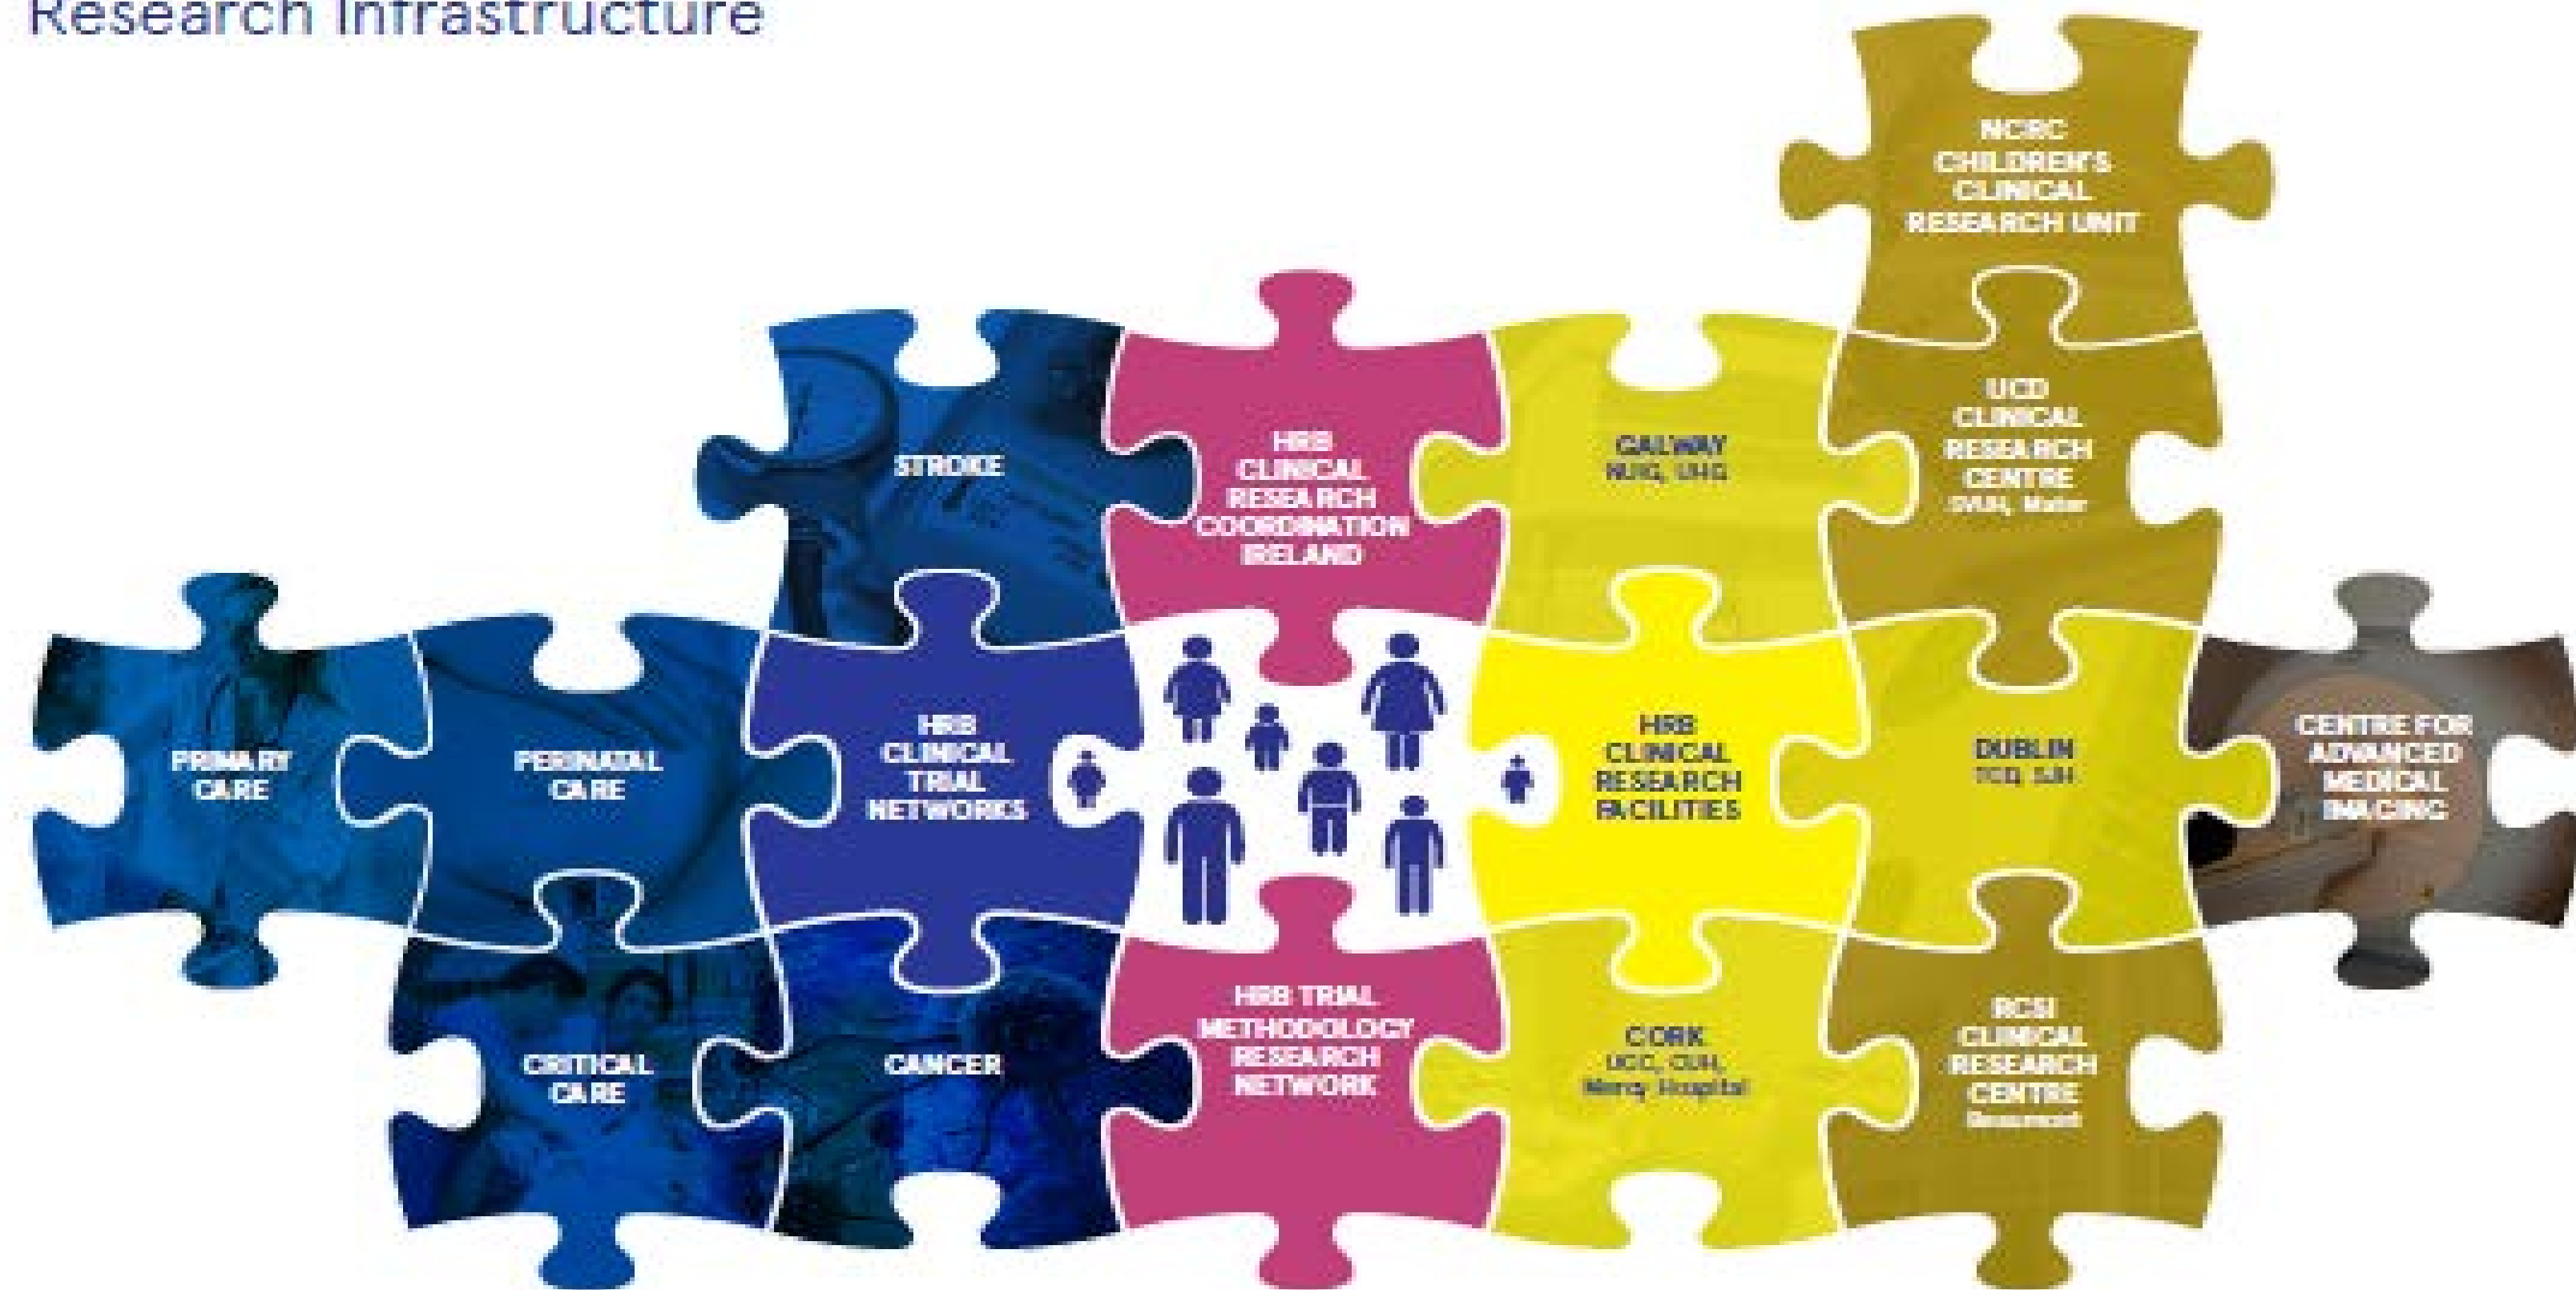 Research Infrastructure
NCRC
CHILDREN'S
CLINICAL
RESEARCH UNIT
STROKE
HRB
CLINICAL
RESEARCH
COORDINATION
IRELAND
GALWAY
NUIG, UHG
UCD
CLINICAL
RESEARCH
CENTRE
SVUH, Mater
PRIMARY
CARE
PERINATAL
CARE
HRB
CLINICAL
TRIAL
NETWORKS
HRB
CLINICAL
RESEARCH
FACILITIES
DUBLIN
TCD, SJH
CENTRE FOR
ADVANCED
MEDICAL
IMAGING
CRITICAL
CARE
CANCER
HRB TRIAL
METHODOLOGY
RESEARCH
NETWORK
CORK
UCC, CUH,
Mercy Hospital
RCSI
CLINICAL
RESEARCH
CENTRE
Beaumont